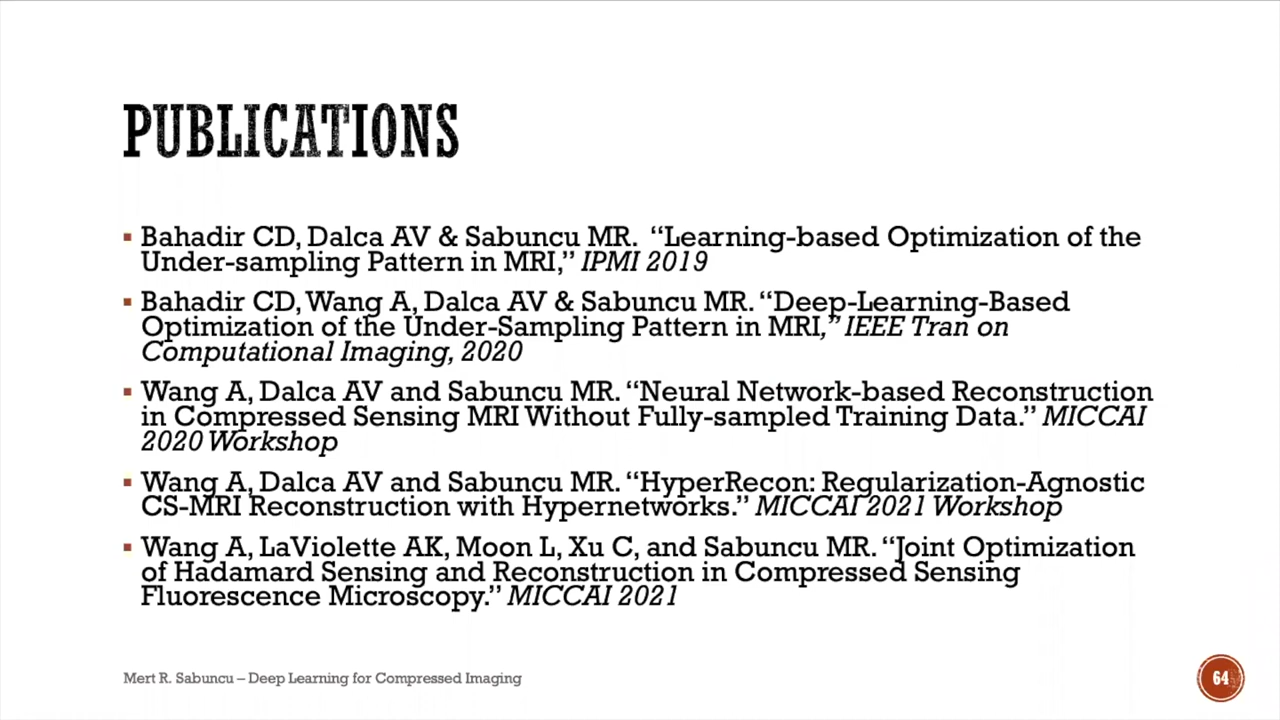 PUBLICATIONS
▪ Bahadir CD, Dalca AV & Sabuncu MR. “Learning-based Optimization of the
Under-sampling Pattern in MRI,” IPMI 2019
▪ Bahadir CD, Wang A, Dalca AV & Sabuncu MR. “Deep-Learning-Based
Optimization of the Under-Sampling Pattern in MRI,” IEEE Tran on
Computational Imaging, 2020
▪ Wang A, Dalca AV and Sabuncu MR. “Neural Network-based Reconstruction
in Compressed Sensing MRI Without Fully-sampled Training Data.” MICCAI
2020 Workshop
▪ Wang A, Dalca AV and Sabuncu MR. “HyperRecon: Regularization-Agnostic
CS-MRI Reconstruction with Hypernetworks.” MICCAI 2021 Workshop
▪ Wang A, LaViolette AK, Moon L, Xu C, and Sabuncu MR. “Joint Optimization
of Hadamard Sensing and Reconstruction in Compressed Sensing
Fluorescence Microscopy.” MICCAI 2021
Mert R. Sabuncu – Deep Learning for Compressed Imaging
64